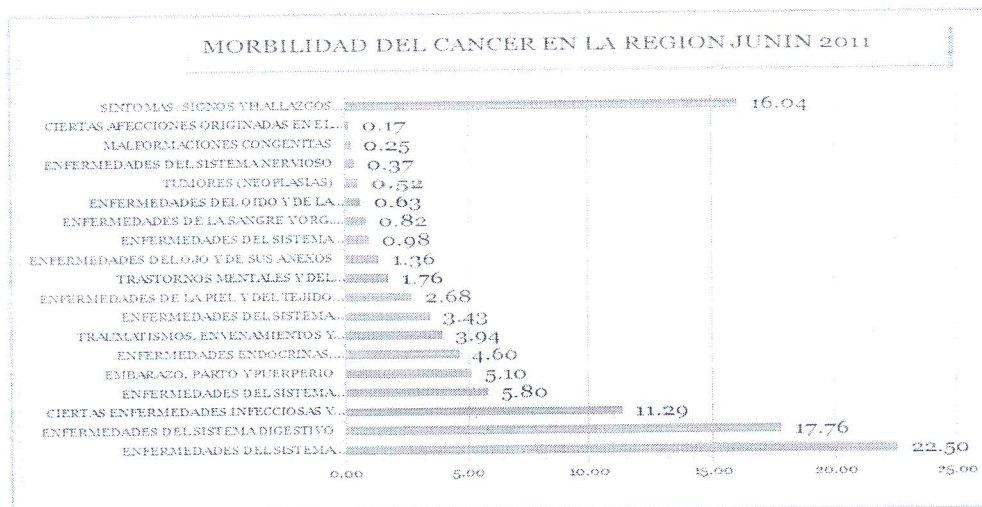 MORBILIDAD DEL CANCER EN LA REGION JUNIN 2011
SINTOMAS, SIGNOS Y HALLAZGOS... 16.04
CIERTAS AFECCIONES ORIGINADAS EN EL... 0.17
MALFORMACIONES CONGENITAS 0.25
ENFERMEDADES DEL SISTEMA NERVIOSO 0.37
TUMORES (NEOPLASIAS) 0.52
ENFERMEDADES DEL OIDO Y DE LA... 0.63
ENFERMEDADES DE LA SANGRE Y ORG... 0.82
ENFERMEDADES DEL SISTEMA 0.98
ENFERMEDADES DEL OJO Y DE SUS ANEXOS 1.36
TRASTORNOS MENTALES Y DEL... 1.76
ENFERMEDADES DE LA PIEL Y DEL TEJIDO... 2.68
ENFERMEDADES DEL SISTEMA... 3.43
TRAUMATISMOS, ENVENAMIENTOS Y... 3.94
ENFERMEDADES ENDOCRINAS,... 4.60
EMBARAZO, PARTO Y PUERPERIO 5.10
ENFERMEDADES DEL SISTEMA... 5.80
CIERTAS ENFERMEDADES INFECCIOSAS Y... 11.29
ENFERMEDADES DEL SISTEMA DIGESTIVO 17.76
ENFERMEDADES DEL SISTEMA... 22.50
0.00 5.00 10.00 15.00 20.00 25.00